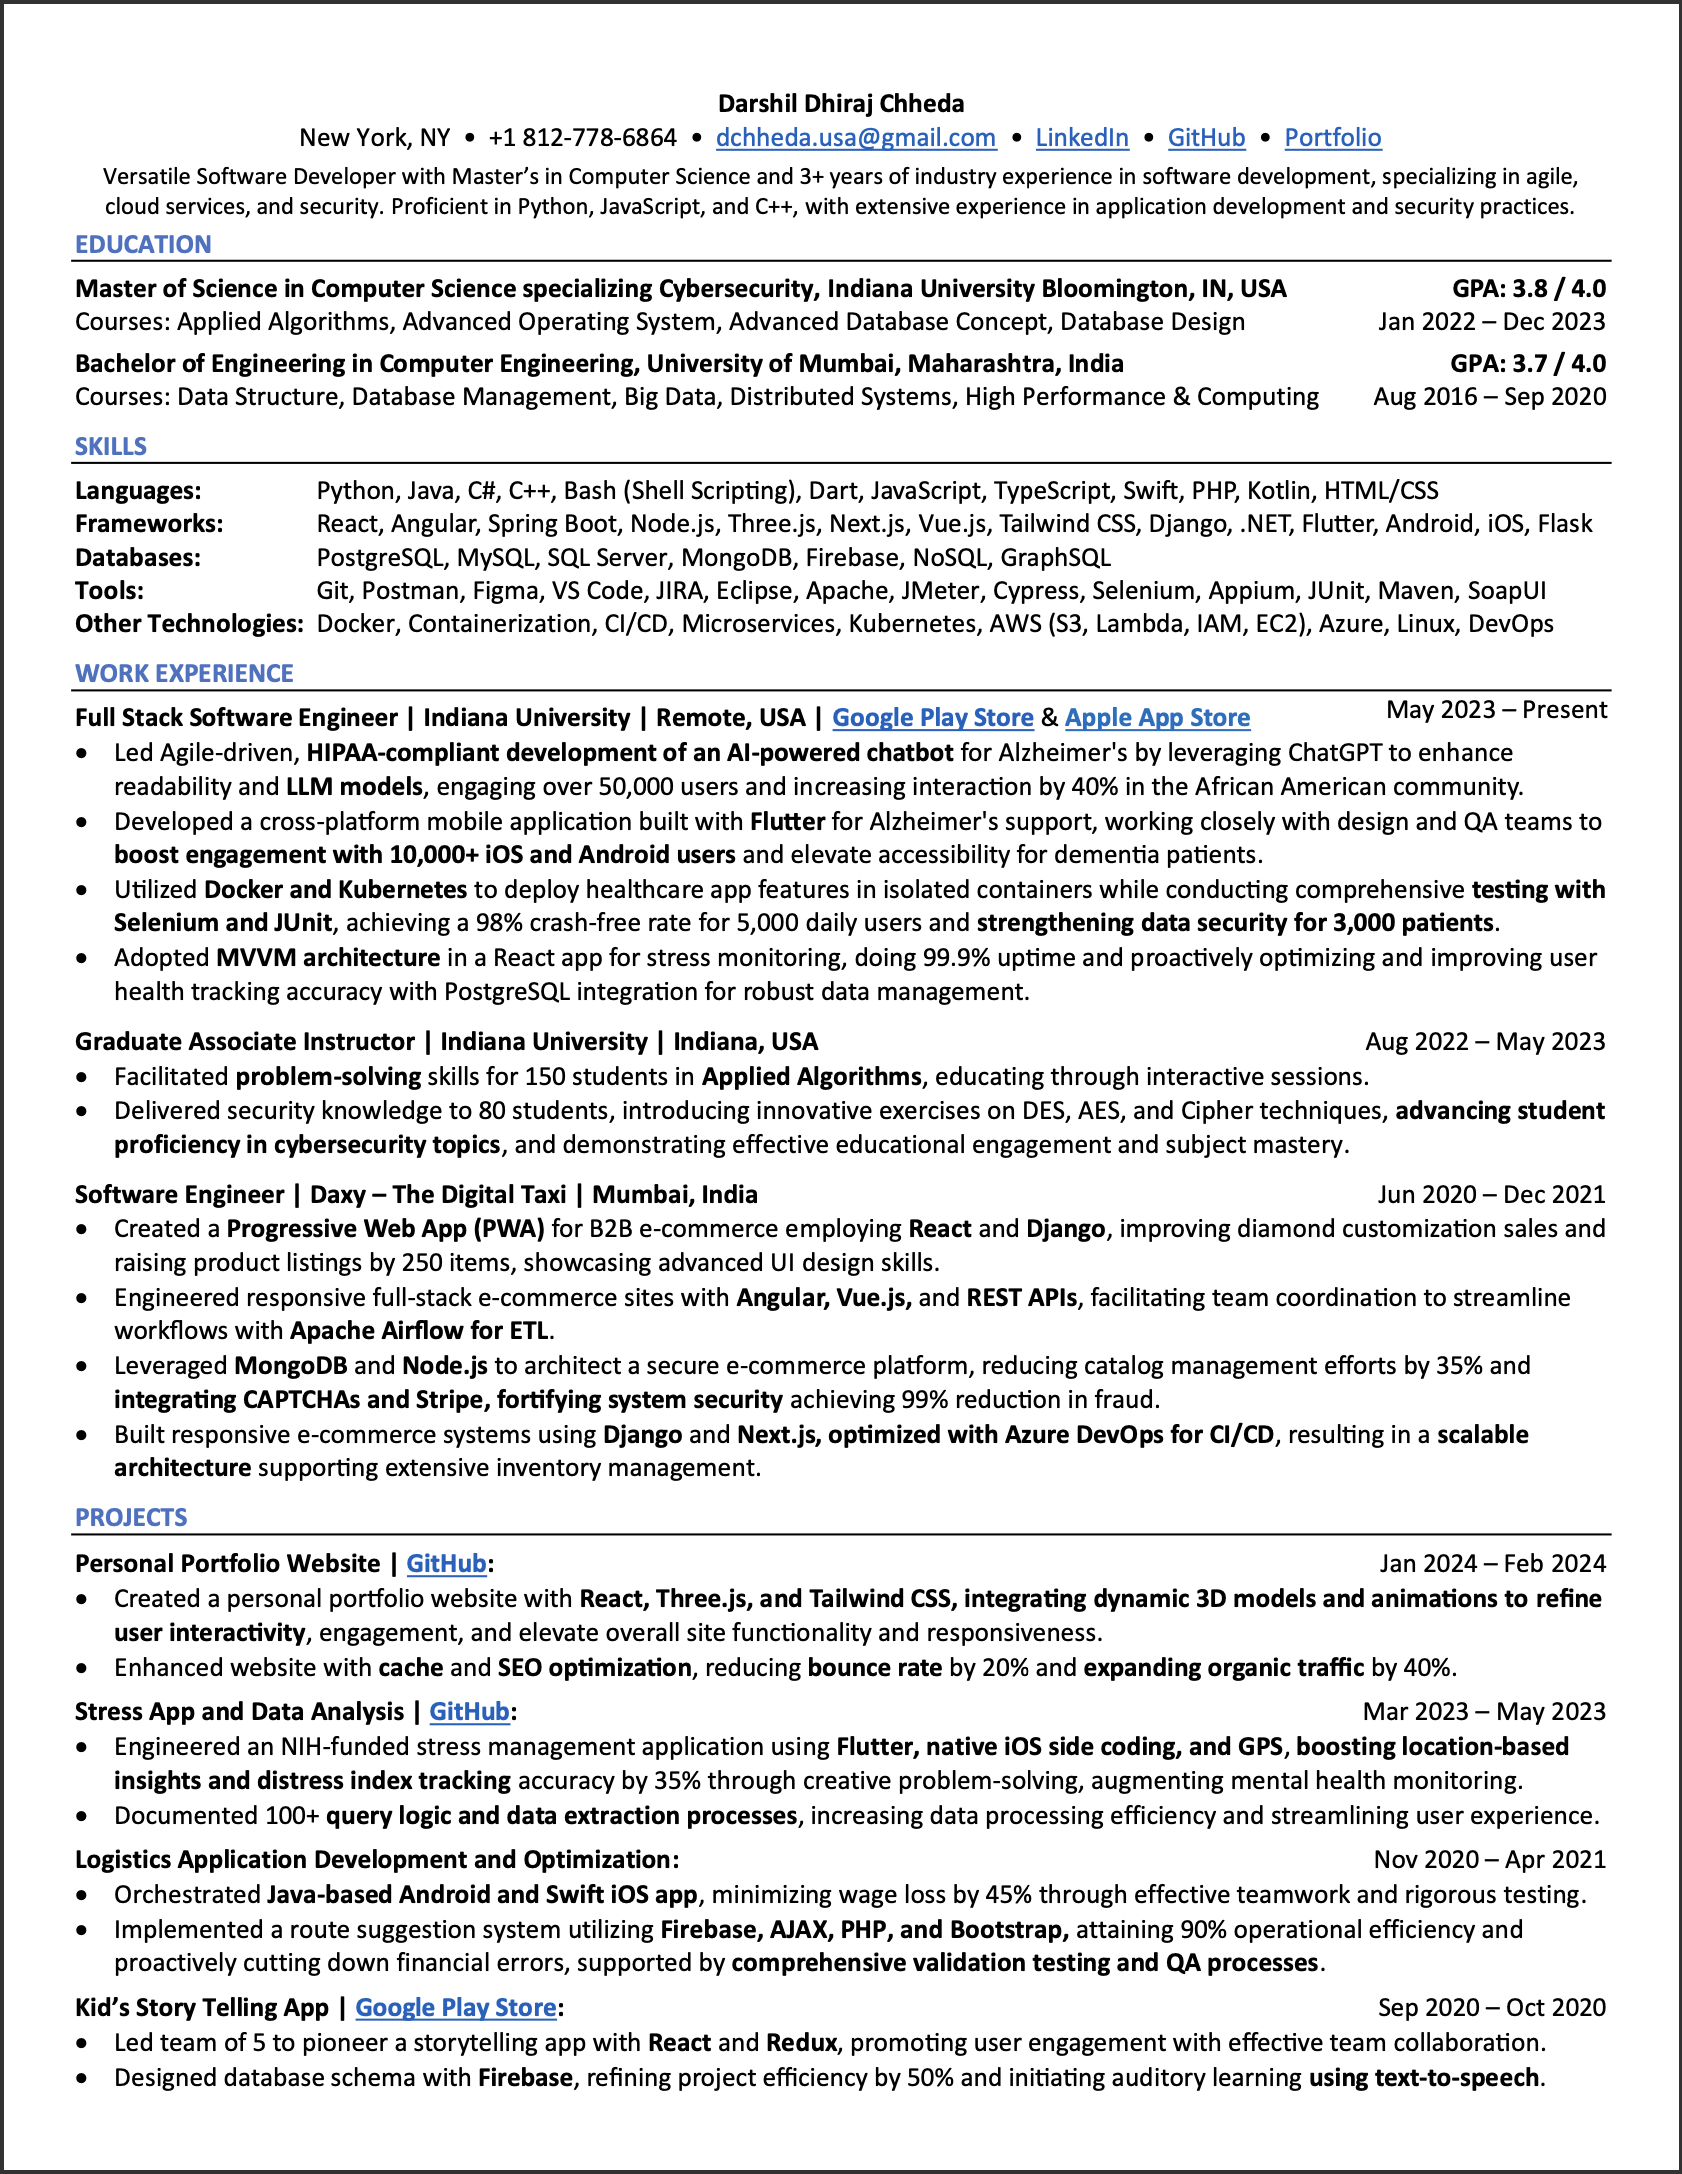 Darshil Dhiraj Chheda
New York, NY • +1 812-778-6864 • dchheda.usa@gmail.com • LinkedIn • GitHub • Portfolio
Versatile Software Developer with Master’s in Computer Science and 3+ years of industry experience in software development, specializing in agile,
cloud services, and security. Proficient in Python, JavaScript, and C++, with extensive experience in application development and security practices.
EDUCATION
Master of Science in Computer Science specializing Cybersecurity, Indiana University Bloomington, IN, USA GPA: 3.8 / 4.0
Courses: Applied Algorithms, Advanced Operating System, Advanced Database Concept, Database Design Jan 2022 – Dec 2023
Bachelor of Engineering in Computer Engineering, University of Mumbai, Maharashtra, India GPA: 3.7 / 4.0
Courses: Data Structure, Database Management, Big Data, Distributed Systems, High Performance & Computing Aug 2016 – Sep 2020
SKILLS
Languages: Python, Java, C#, C++, Bash (Shell Scripting), Dart, JavaScript, TypeScript, Swift, PHP, Kotlin, HTML/CSS
Frameworks: React, Angular, Spring Boot, Node.js, Three.js, Next.js, Vue.js, Tailwind CSS, Django, .NET, Flutter, Android, iOS, Flask
Databases: PostgreSQL, MySQL, SQL Server, MongoDB, Firebase, NoSQL, GraphSQL
Tools: Git, Postman, Figma, VS Code, JIRA, Eclipse, Apache, JMeter, Cypress, Selenium, Appium, JUnit, Maven, SoapUI
Other Technologies: Docker, Containerization, CI/CD, Microservices, Kubernetes, AWS (S3, Lambda, IAM, EC2), Azure, Linux, DevOps
WORK EXPERIENCE
Full Stack Software Engineer | Indiana University | Remote, USA | Google Play Store & Apple App Store May 2023 – Present
• Led Agile-driven, HIPAA-compliant development of an AI-powered chatbot for Alzheimer's by leveraging ChatGPT to enhance
readability and LLM models, engaging over 50,000 users and increasing interaction by 40% in the African American community.
• Developed a cross-platform mobile application built with Flutter for Alzheimer's support, working closely with design and QA teams to
boost engagement with 10,000+ iOS and Android users and elevate accessibility for dementia patients.
• Utilized Docker and Kubernetes to deploy healthcare app features in isolated containers while conducting comprehensive testing with
Selenium and JUnit, achieving a 98% crash-free rate for 5,000 daily users and strengthening data security for 3,000 patients.
• Adopted MVVM architecture in a React app for stress monitoring, doing 99.9% uptime and proactively optimizing and improving user
health tracking accuracy with PostgreSQL integration for robust data management.
Graduate Associate Instructor | Indiana University | Indiana, USA Aug 2022 – May 2023
• Facilitated problem-solving skills for 150 students in Applied Algorithms, educating through interactive sessions.
• Delivered security knowledge to 80 students, introducing innovative exercises on DES, AES, and Cipher techniques, advancing student
proficiency in cybersecurity topics, and demonstrating effective educational engagement and subject mastery.
Software Engineer | Daxy – The Digital Taxi | Mumbai, India Jun 2020 – Dec 2021
• Created a Progressive Web App (PWA) for B2B e-commerce employing React and Django, improving diamond customization sales and
raising product listings by 250 items, showcasing advanced UI design skills.
• Engineered responsive full-stack e-commerce sites with Angular, Vue.js, and REST APIs, facilitating team coordination to streamline
workflows with Apache Airflow for ETL.
• Leveraged MongoDB and Node.js to architect a secure e-commerce platform, reducing catalog management efforts by 35% and
integrating CAPTCHAs and Stripe, fortifying system security achieving 99% reduction in fraud.
• Built responsive e-commerce systems using Django and Next.js, optimized with Azure DevOps for CI/CD, resulting in a scalable
architecture supporting extensive inventory management.
PROJECTS
Personal Portfolio Website | GitHub: Jan 2024 – Feb 2024
• Created a personal portfolio website with React, Three.js, and Tailwind CSS, integrating dynamic 3D models and animations to refine
user interactivity, engagement, and elevate overall site functionality and responsiveness.
• Enhanced website with cache and SEO optimization, reducing bounce rate by 20% and expanding organic traffic by 40%.
Stress App and Data Analysis | GitHub: Mar 2023 – May 2023
• Engineered an NIH-funded stress management application using Flutter, native iOS side coding, and GPS, boosting location-based
insights and distress index tracking accuracy by 35% through creative problem-solving, augmenting mental health monitoring.
• Documented 100+ query logic and data extraction processes, increasing data processing efficiency and streamlining user experience.
Logistics Application Development and Optimization: Nov 2020 – Apr 2021
• Orchestrated Java-based Android and Swift iOS app, minimizing wage loss by 45% through effective teamwork and rigorous testing.
• Implemented a route suggestion system utilizing Firebase, AJAX, PHP, and Bootstrap, attaining 90% operational efficiency and
proactively cutting down financial errors, supported by comprehensive validation testing and QA processes.
Kid’s Story Telling App | Google Play Store: Sep 2020 – Oct 2020
• Led team of 5 to pioneer a storytelling app with React and Redux, promoting user engagement with effective team collaboration.
• Designed database schema with Firebase, refining project efficiency by 50% and initiating auditory learning using text-to-speech.